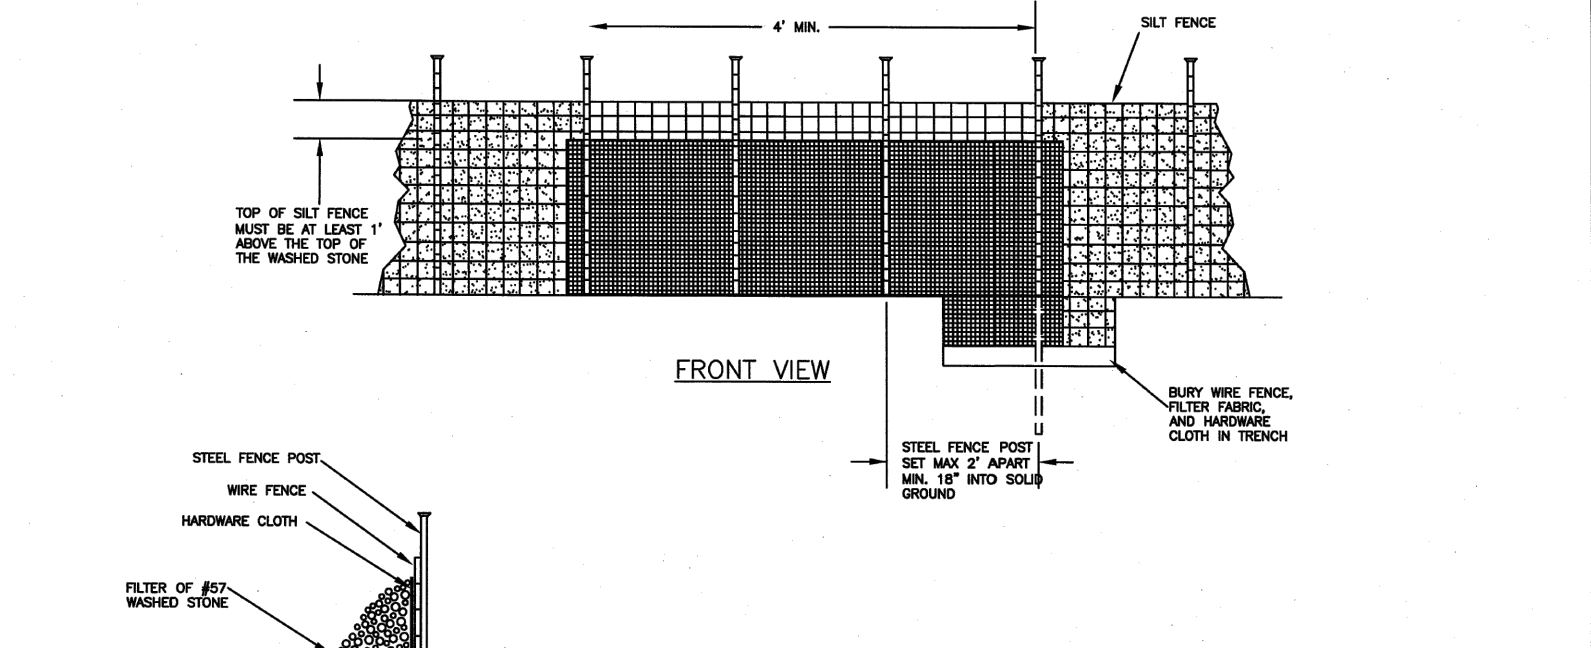 4' MIN.
SILT FENCE
TOP OF SILT FENCE
MUST BE AT LEAST 1'
ABOVE THE TOP OF
THE WASHED STONE
FRONT VIEW
BURY WIRE FENCE,
FILTER FABRIC,
AND HARDWARE
CLOTH IN TRENCH
STEEL FENCE POST
SET MAX 2' APART
MIN. 18" INTO SOLID
GROUND
STEEL FENCE POST
WIRE FENCE
HARDWARE CLOTH
FILTER OF #57
WASHED STONE